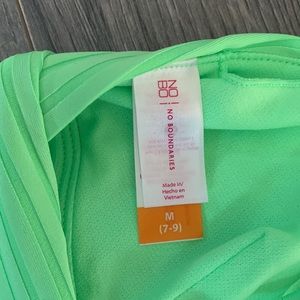 NO
BO
NO BOUNDARIES
Made in/
Hecho en
Vietnam
M
(7-9)